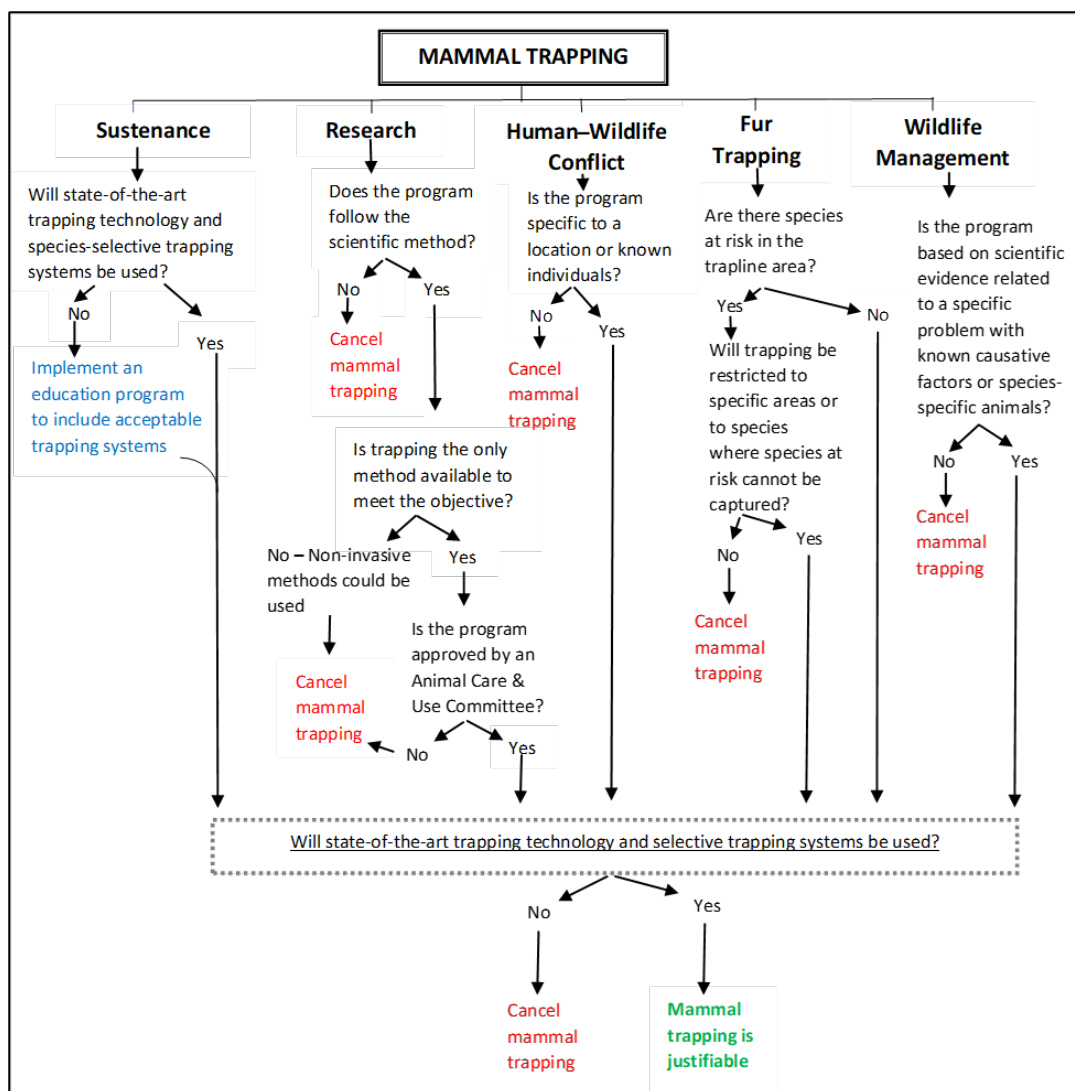 MAMMAL TRAPPING
Sustenance
Will state-of-the-art
trapping technology and
species-selective trapping
systems be used?
No
Yes
Implement an
education program
to include acceptable
trapping systems
Research
Does the program
follow the
scientific method?
No
Yes
Cancel
mammal
trapping
Is trapping the only
method available to
meet the objective?
No – Non-invasive
methods could be
used
Yes
Cancel
mammal
trapping
Is the program
approved by an
Animal Care &
Use Committee?
No
Yes
Human–Wildlife
Conflict
Is the program
specific to a
location or known
individuals?
No
Yes
Cancel
mammal
trapping
Fur
Trapping
Are there species
at risk in the
trapline area?
Yes
No
Will trapping be
restricted to
specific areas or
to species
where species at
risk cannot be
captured?
No
Yes
Cancel
mammal
trapping
Wildlife
Management
Is the program
based on scientific
evidence related
to a specific
problem with
known causative
factors or species-
specific animals?
No
Yes
Cancel
mammal
trapping
Will state-of-the-art trapping technology and selective trapping systems be used?
No
Yes
Cancel
mammal
trapping
Mammal
trapping is
justifiable